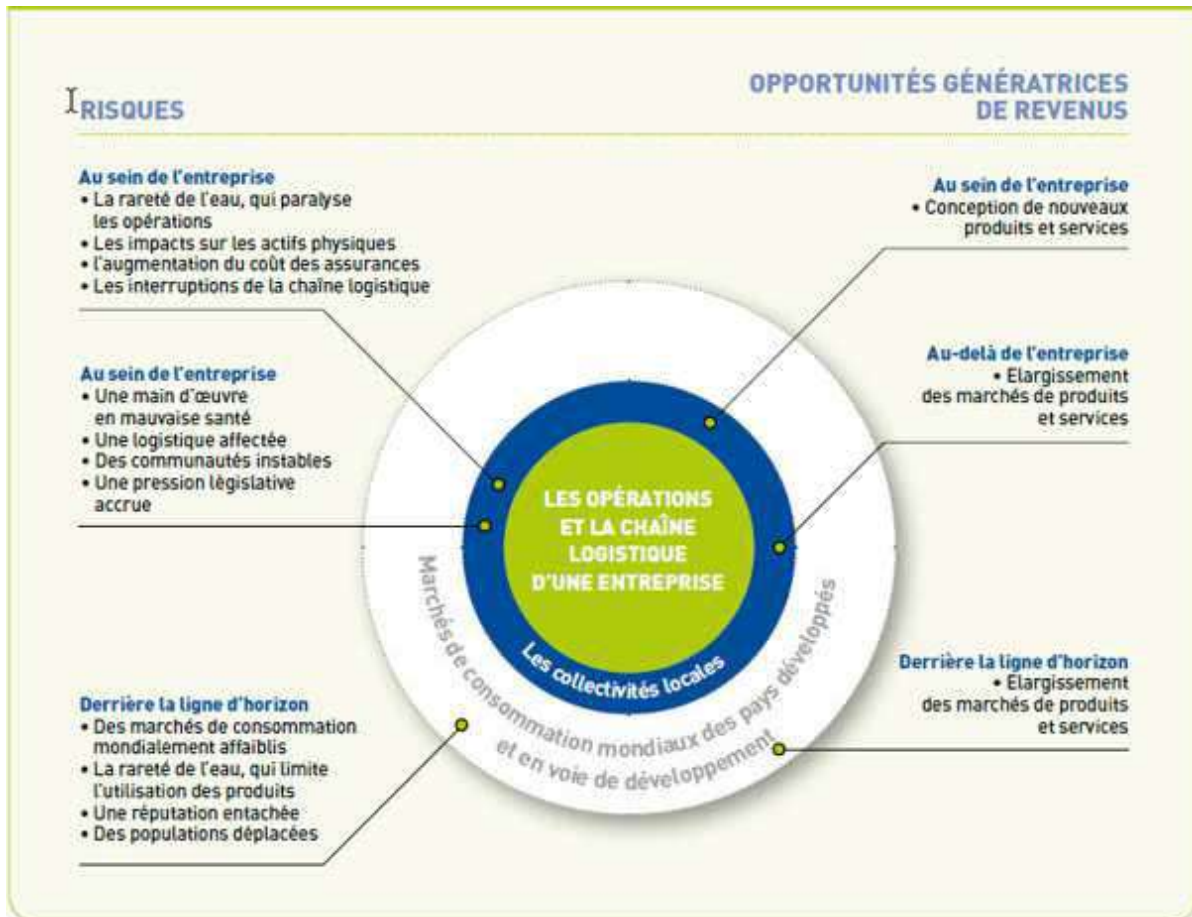 RISQUES
OPPORTUNITÉS GÉNÉRATRICES
DE REVENUS
Au sein de l'entreprise
• La rareté de l'eau, qui paralyse
les opérations
• Les impacts sur les actifs physiques
• l'augmentation du coût des assurances
• Les interruptions de la chaîne logistique
Au sein de l'entreprise
• Une main d'œuvre
en mauvaise santé
• Une logistique affectée
• Des communautés instables
• Une pression législative
accrue
Derrière la ligne d'horizon
• Des marchés de consommation
mondialement affaiblis
• La rareté de l'eau, qui limite
l'utilisation des produits
• Une réputation entachée
• Des populations déplacées
LES OPÉRATIONS
ET LA CHAÎNE
LOGISTIQUE
D'UNE ENTREPRISE
Les collectivités locales
Marchés de consommation mondiaux des pays développés
et en voie de développement
Au sein de l'entreprise
• Conception de nouveaux
produits et services
Au-delà de l'entreprise
• Elargissement
des marchés de produits
et services
Derrière la ligne d'horizon
• Elargissement
des marchés de produits
et services